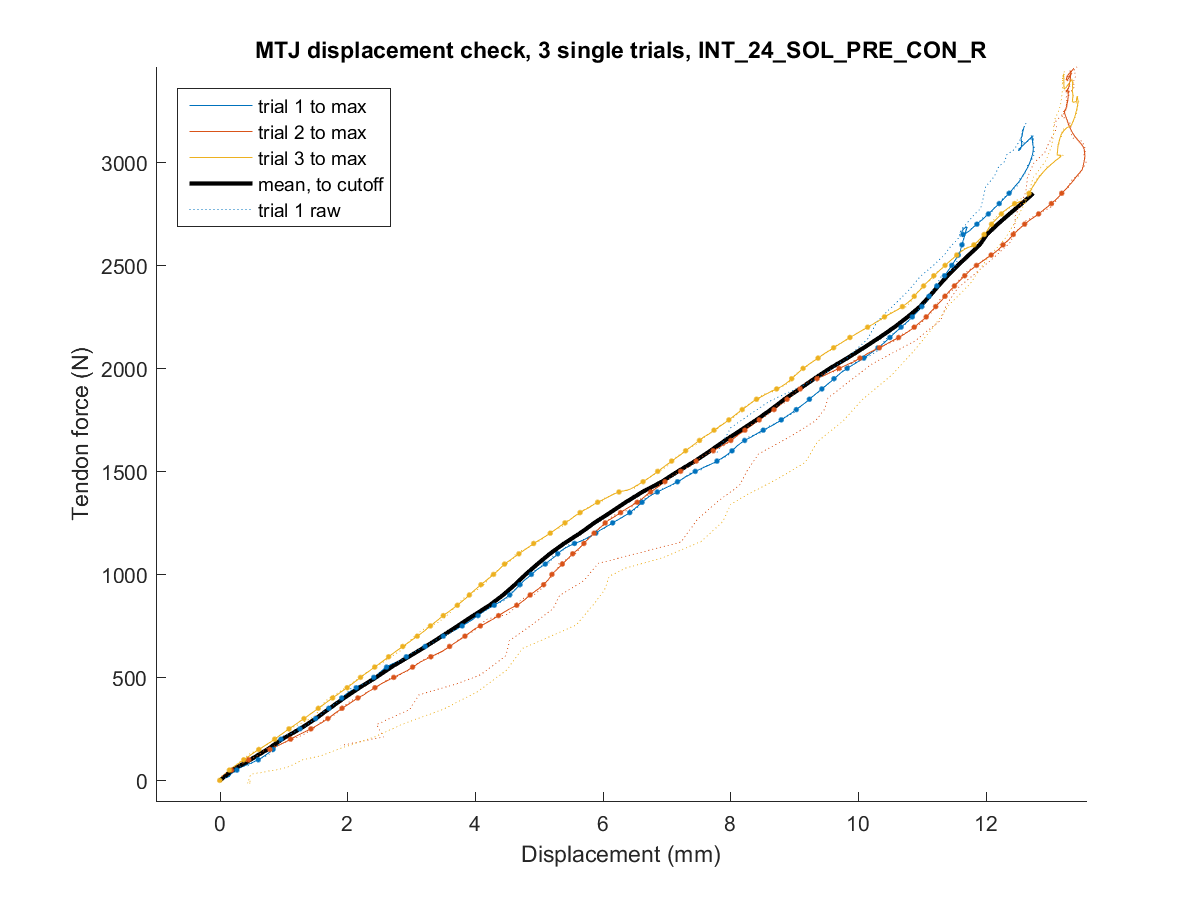 MTJ displacement check, 3 single trials, INT_24_SOL_PRE_CON_R
trial 1 to max
trial 2 to max
trial 3 to max
mean, to cutoff
trial 1 raw
3000
2500
2000
1500
1000
500
0
Tendon force (N)
0 2 4 6 8 10 12
Displacement (mm)